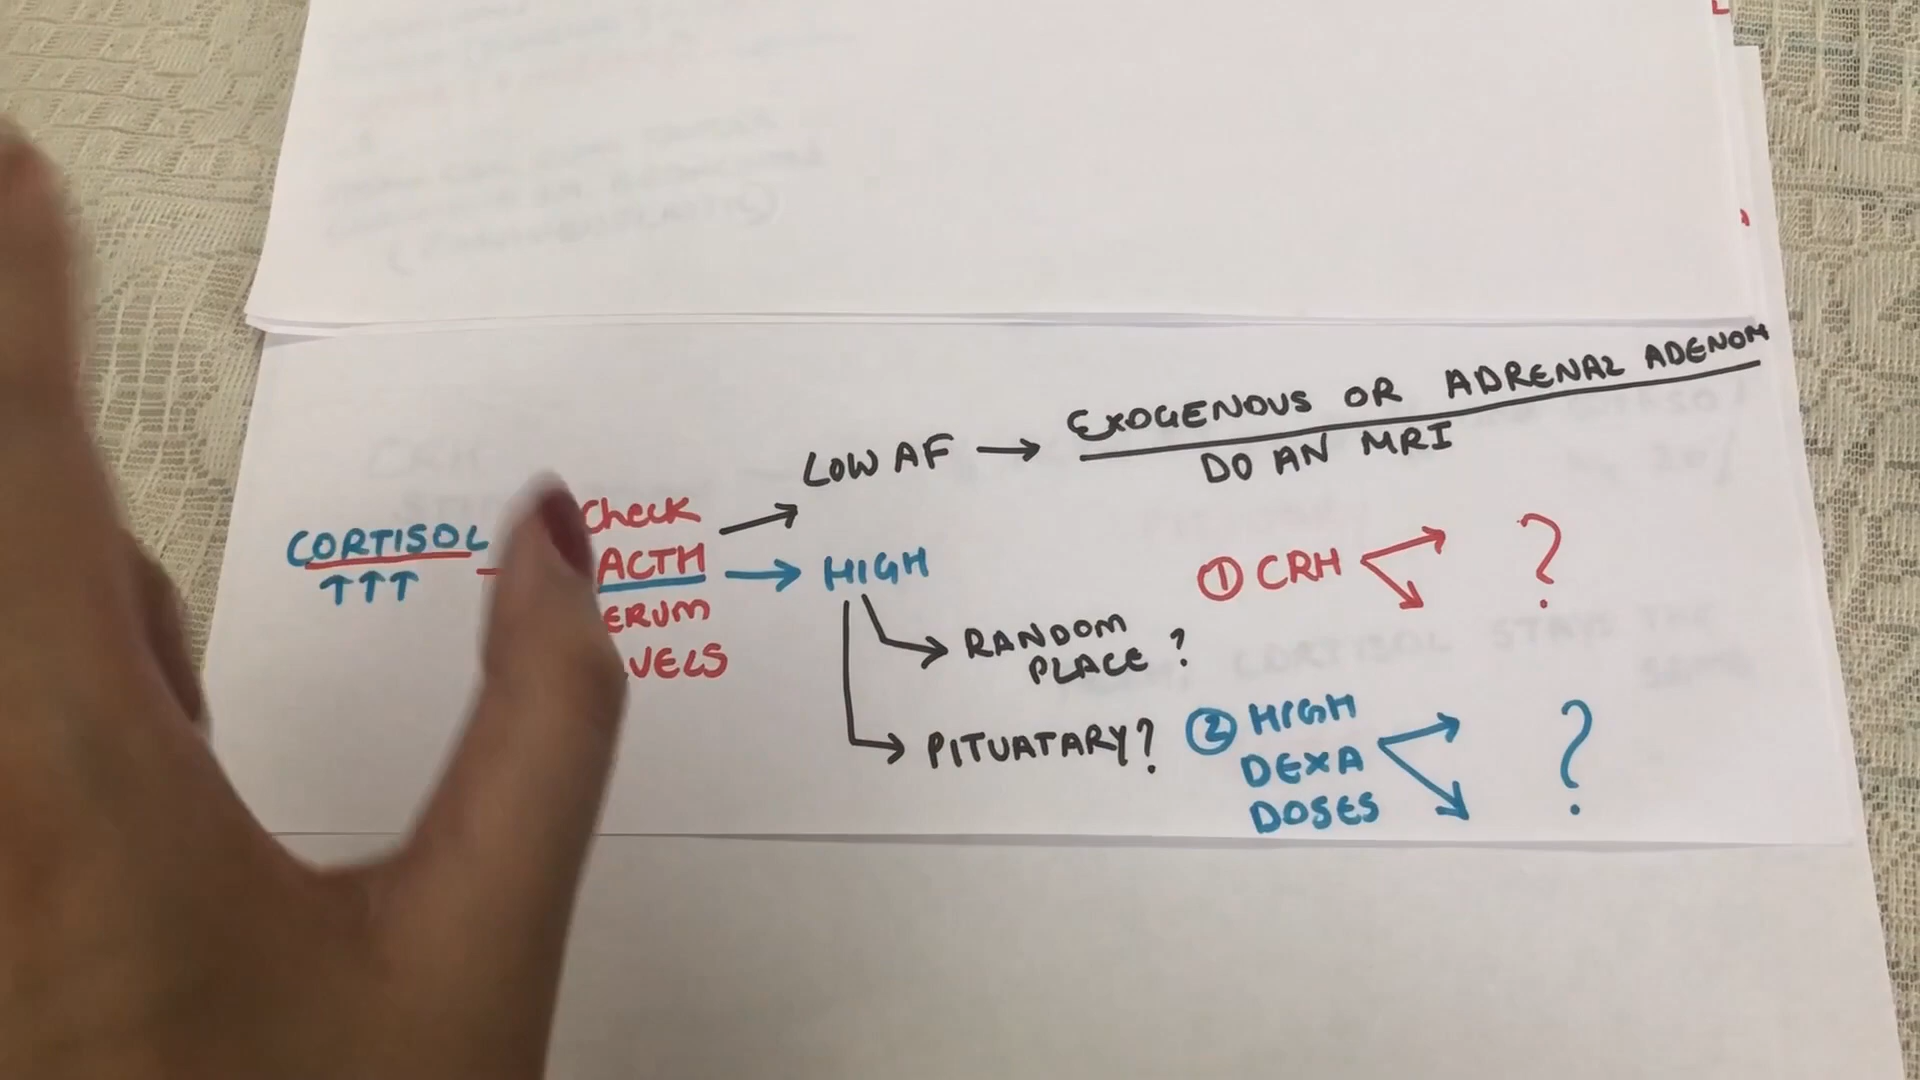 CORTISOL
↑↑↑
Check
ACTH
ERUM
VELS
LOW AF →
EXOGENOUS OR ADRENAL ADENOM
DO AN MRI
HIGH
RANDOM
PLACE ?
PITUATARY?
① CRH ?
② HIGH
DEXA
DOSES ?